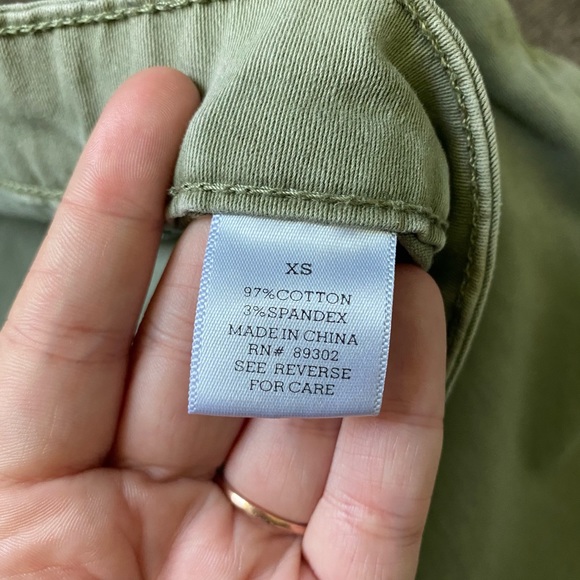 XS
97%COTTON
3%SPANDEX
MADE IN CHINA
RN# 89302
SEE REVERSE
FOR CARE